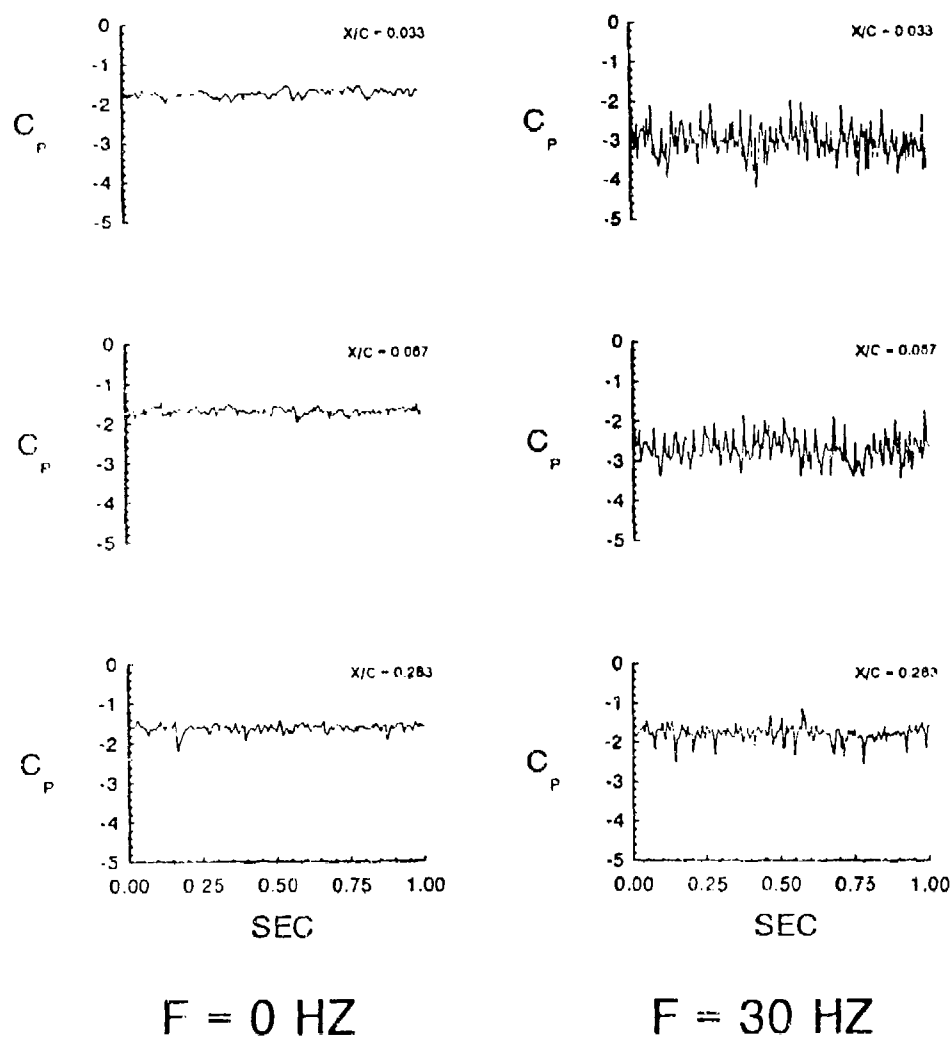 X/C = 0.033
0
-1
-2
-3
-4
-5
C
P
X/C = 0.033
0
-1
-2
-3
-4
-5
C
P
X/C = 0.067
0
-1
-2
-3
-4
-5
C
P
X/C = 0.067
0
-1
-2
-3
-4
-5
C
P
X/C = 0.283
0
-1
-2
-3
-4
-5
C
P
0.00 0.25 0.50 0.75 1.00
SEC
X/C = 0.283
0
-1
-2
-3
-4
-5
C
P
0.00 0.25 0.50 0.75 1.00
SEC
F = 0 HZ
F = 30 HZ